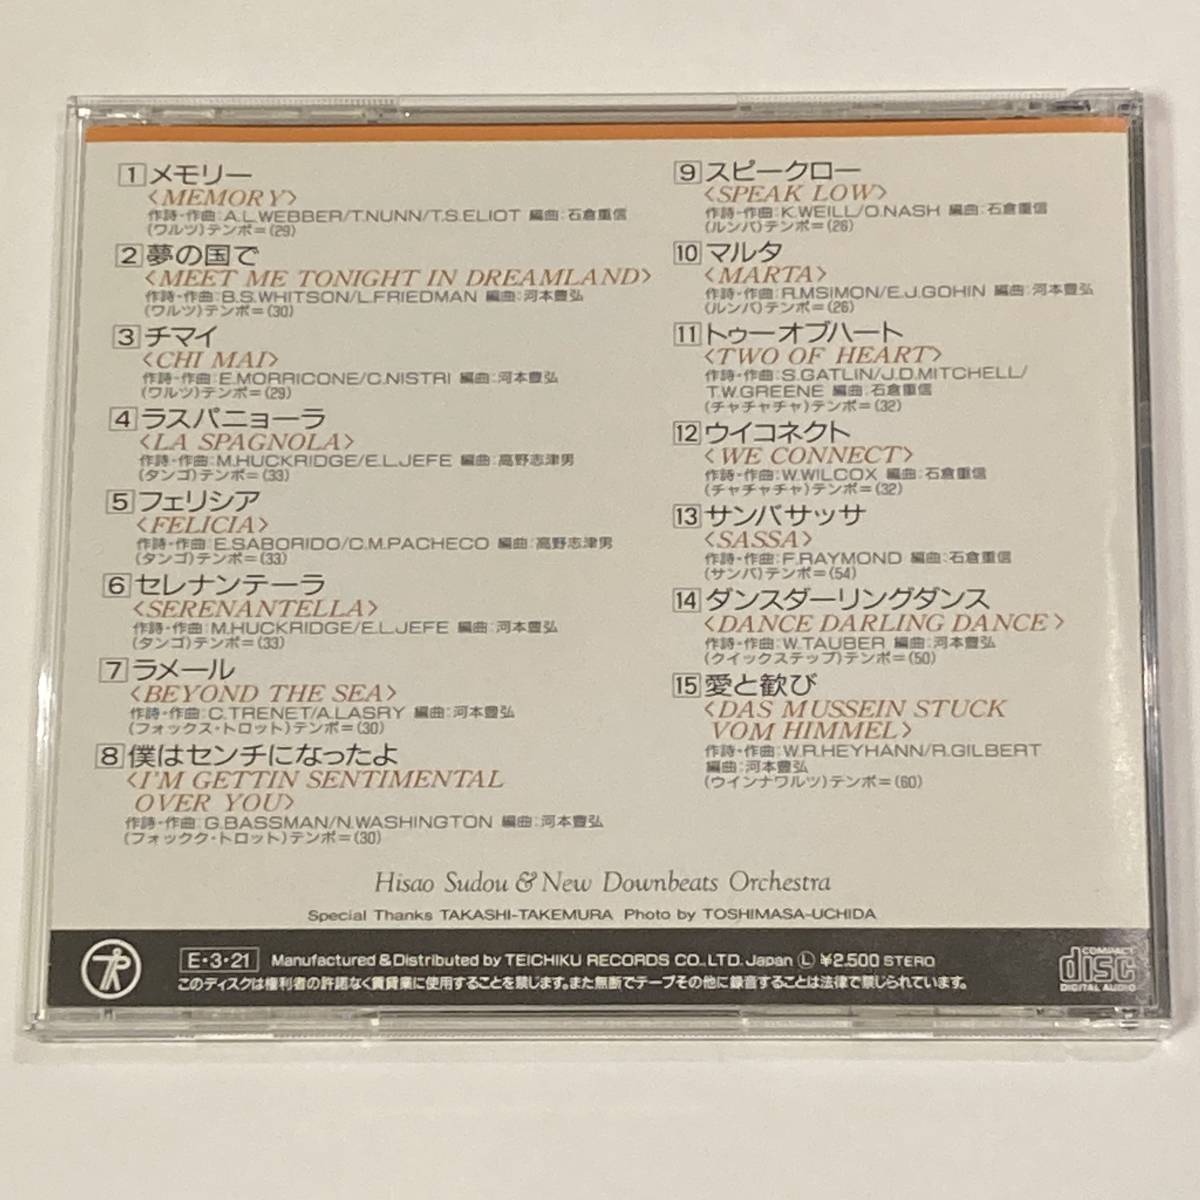 1 メモリー
〈MEMORY〉
作詩・作曲:A.L.WEBBER/T.NUNN/T.S.ELIOT 編曲:石倉重信
(ワルツ)テンポ=(29)
2 夢の国で
〈MEET ME TONIGHT IN DREAMLAND〉
作詩・作曲:B.S.WHITSON/L.FRIEDMAN 編曲:河本豊弘
(ワルツ)テンポ=(30)
3 チマイ
〈CHI MAI〉
作詩・作曲:E.MORRICONE/C.NISTRI 編曲:河本豊弘
(ワルツ)テンポ=(29)
4 ラスパニョーラ
〈LA SPAGNOLA〉
作詩・作曲:M.HUCKRIDGE/E.L.JEFE 編曲:高野志津男
(タンゴ)テンポ=(33)
5 フェリシア
〈FELICIA〉
作詩・作曲:E.SABORIDO/C.M.PACHECO 編曲:高野志津男
(タンゴ)テンポ=(33)
6 セレナンテーラ
〈SERENANTELLA〉
作詩・作曲:M.HUCKRIDGE/E.L.JEFE 編曲:河本豊弘
(タンゴ)テンポ=(33)
7 ラメール
〈BEYOND THE SEA〉
作詩・作曲:C.TRENET/A.LASRY 編曲:河本豊弘
(フォックス・トロット)テンポ=(30)
8 僕はセンチになったよ
〈I'M GETTIN SENTIMENTAL
OVER YOU〉
作詩・作曲:G.BASSMAN/N.WASHINGTON 編曲:河本豊弘
(フォックク・トロット)テンポ=(30)
9 スピークロー
〈SPEAK LOW〉
作詩・作曲:K.WEILL/O.NASH 編曲:石倉重信
(ルンバ)テンポ=(26)
10 マルタ
〈MARTA〉
作詩・作曲:R.MSIMON/E.J.GOHIN 編曲:河本豊弘
(ルンバ)テンポ=(26)
11 トゥーオブハート
〈TWO OF HEART〉
作詩・作曲:S.GATLIN/J.D.MITCHELL/
T.W.GREENE 編曲:石倉重信
(チャチャチャ)テンポ=(32)
12 ウイコネクト
〈WE CONNECT〉
作詩・作曲:W.WILCOX 編曲:石倉重信
(チャチャチャ)テンポ=(32)
13 サンバサッサ
〈SASSA〉
作詩・作曲:F.RAYMOND 編曲:石倉重信
(サンバ)テンポ=(54)
14 ダンスダーリングダンス
〈DANCE DARLING DANCE〉
作詩・作曲:W.TAUBER 編曲:河本豊弘
(クイックステップ)テンポ=(50)
15 愛と歓び
〈DAS MUSSEIN STUCK
VOM HIMMEL〉
作詩・作曲:W.R.HEYHANN/R.GILBERT
編曲:河本豊弘
(ウインナワルツ)テンポ=(60)
Hisao Sudou & New Downbeats Orchestra
Special Thanks TAKASHI-TAKEMURA Photo by TOSHIMASA-UCHIDA
E・3・21 Manufactured & Distributed by TEICHIKU RECORDS CO.,LTD. Japan Ⓛ ¥2,500 STERO
このディスクは権利者の許諾なく賃貸業に使用することを禁じます。また無断でテープその他に録音することは法律で禁じられています。
COMPACT
disc
DIGITAL AUDIO